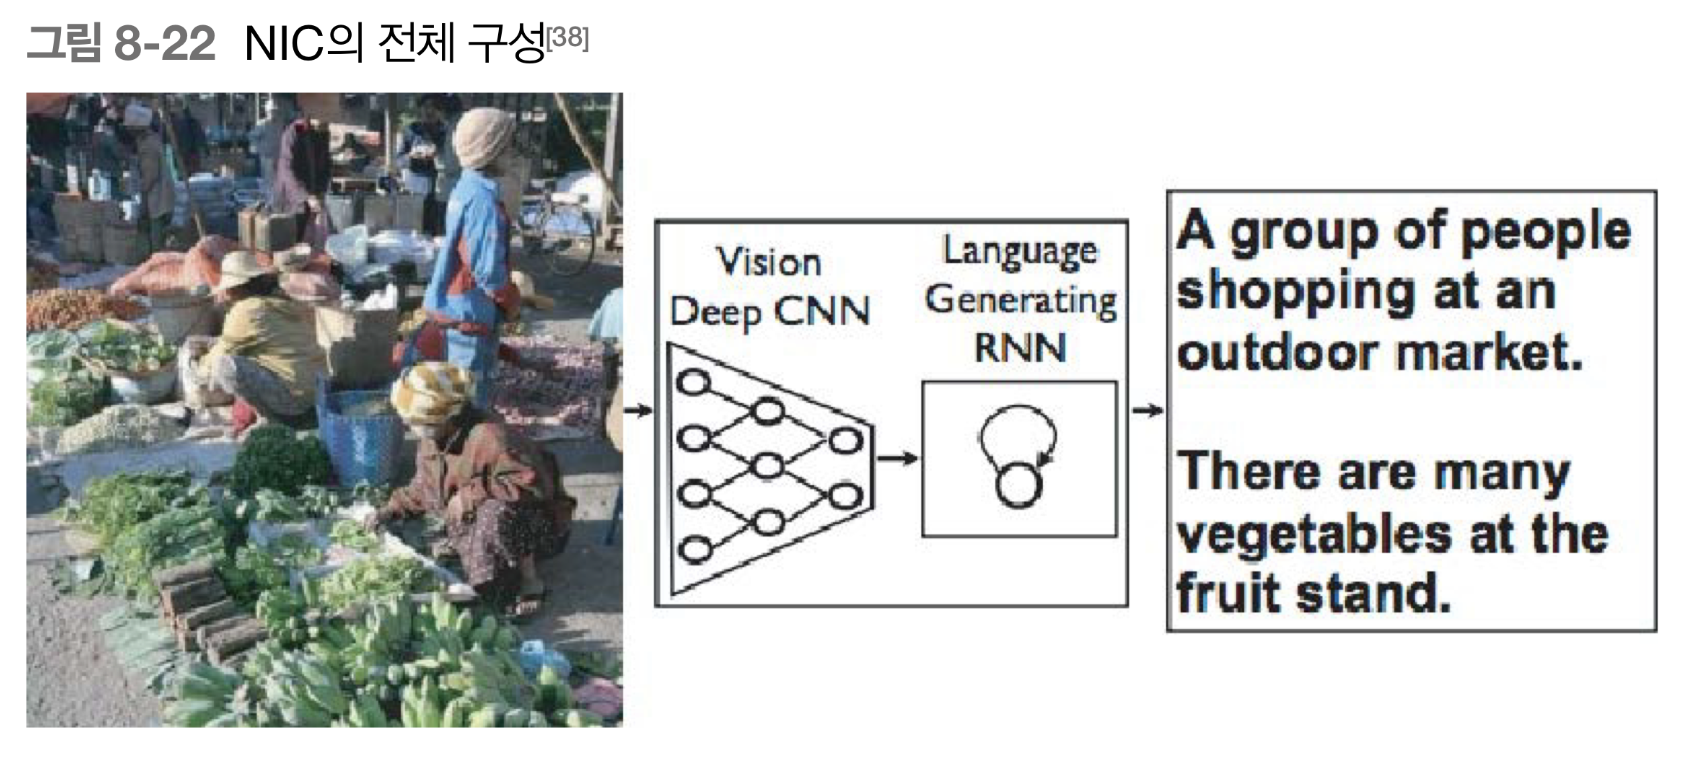 그림 8-22 NIC의 전체 구성[38]
Vision
Deep CNN
Language
Generating
RNN
A group of people
shopping at an
outdoor market.
There are many
vegetables at the
fruit stand.